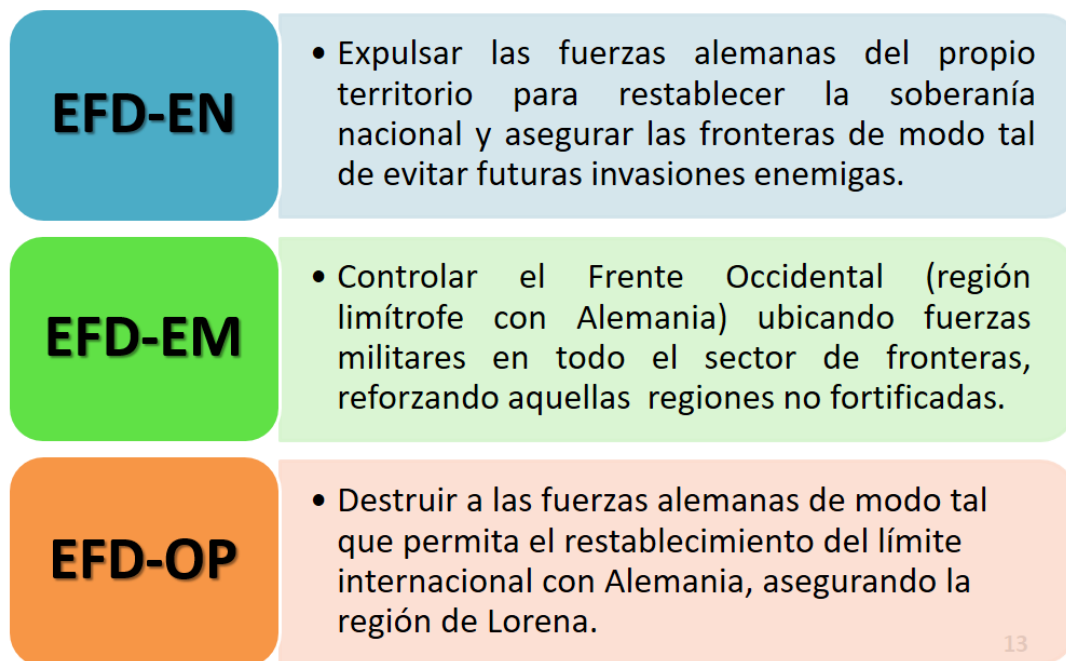 EFD-EN
• Expulsar las fuerzas alemanas del propio
territorio para restablecer la soberanía
nacional y asegurar las fronteras de modo tal
de evitar futuras invasiones enemigas.
EFD-EM
• Controlar el Frente Occidental (región
limítrofe con Alemania) ubicando fuerzas
militares en todo el sector de fronteras,
reforzando aquellas regiones no fortificadas.
EFD-OP
• Destruir a las fuerzas alemanas de modo tal
que permita el restablecimiento del límite
internacional con Alemania, asegurando la
región de Lorena.
13